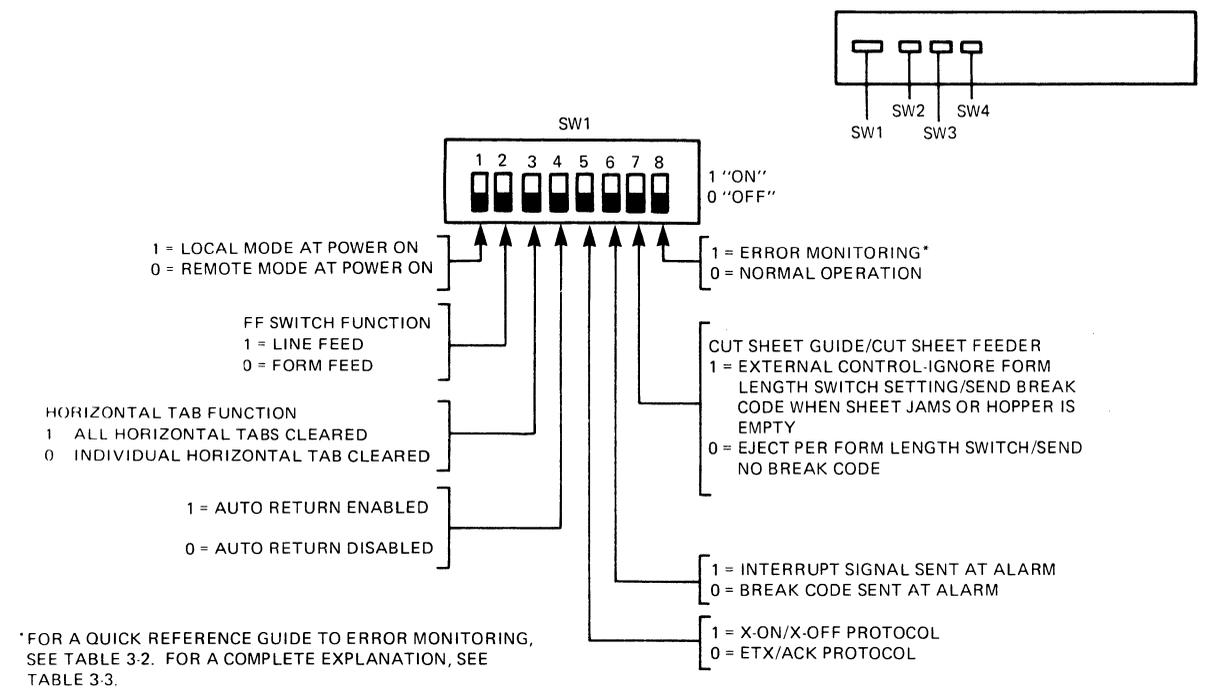 SW1
SW2
SW3
SW4
SW1
1 2 3 4 5 6 7 8
1 "ON"
0 "OFF"
1 = LOCAL MODE AT POWER ON
0 = REMOTE MODE AT POWER ON
FF SWITCH FUNCTION
1 = LINE FEED
0 = FORM FEED
HORIZONTAL TAB FUNCTION
1 ALL HORIZONTAL TABS CLEARED
0 INDIVIDUAL HORIZONTAL TAB CLEARED
1 = AUTO RETURN ENABLED
0 = AUTO RETURN DISABLED
1 = ERROR MONITORING*
0 = NORMAL OPERATION
CUT SHEET GUIDE/CUT SHEET FEEDER
1 = EXTERNAL CONTROL-IGNORE FORM
LENGTH SWITCH SETTING/SEND BREAK
CODE WHEN SHEET JAMS OR HOPPER IS
EMPTY
0 = EJECT PER FORM LENGTH SWITCH/SEND
NO BREAK CODE
1 = INTERRUPT SIGNAL SENT AT ALARM
0 = BREAK CODE SENT AT ALARM
1 = X-ON/X-OFF PROTOCOL
0 = ETX/ACK PROTOCOL
*FOR A QUICK REFERENCE GUIDE TO ERROR MONITORING,
SEE TABLE 3-2. FOR A COMPLETE EXPLANATION, SEE
TABLE 3-3.